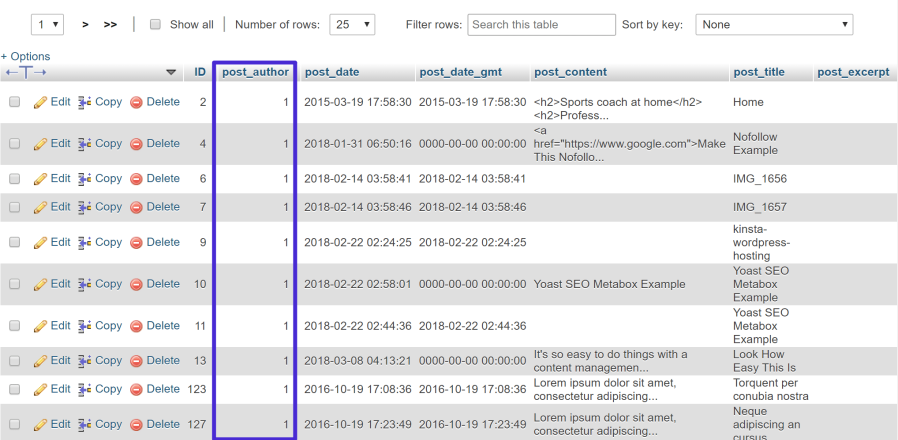 1 > >> Show all Number of rows: 25 Filter rows: Search this table Sort by key: None
+ Options
←T→ ID post_author post_date post_date_gmt post_content post_title post_excerpt
Edit Copy Delete 2 1 2015-03-19 17:58:30 2015-03-19 17:58:30 <h2>Sports coach at home</h2> Home
<h2>Profess...
<a
Edit Copy Delete 4 1 2018-01-31 06:50:16 0000-00-00 00:00:00 href="https://www.google.com">Make Nofollow
This Nofollo... Example
Edit Copy Delete 6 1 2018-02-14 03:58:41 2018-02-14 03:58:41 IMG_1656
Edit Copy Delete 7 1 2018-02-14 03:58:46 2018-02-14 03:58:46 IMG_1657
kinsta-
Edit Copy Delete 9 1 2018-02-22 02:24:25 2018-02-22 02:24:25 wordpress-
hosting
Yoast SEO
Edit Copy Delete 10 1 2018-02-22 02:58:01 0000-00-00 00:00:00 Yoast SEO Metabox Example Metabox
Example
Yoast SEO
Edit Copy Delete 11 1 2018-02-22 02:44:36 2018-02-22 02:44:36 Metabox
Example
Edit Copy Delete 13 1 2018-03-08 04:13:21 0000-00-00 00:00:00 It's so easy to do things with a Look How
content managemen... Easy This Is
Edit Copy Delete 123 1 2016-10-19 17:08:36 2016-10-19 17:08:36 Lorem ipsum dolor sit amet, Torquent per
consectetur adipiscing... conubia nostra
Neque
Edit Copy Delete 127 1 2016-10-19 17:23:49 2016-10-19 17:23:49 Lorem ipsum dolor sit amet, adipiscing an
consectetur adipiscing... cursus